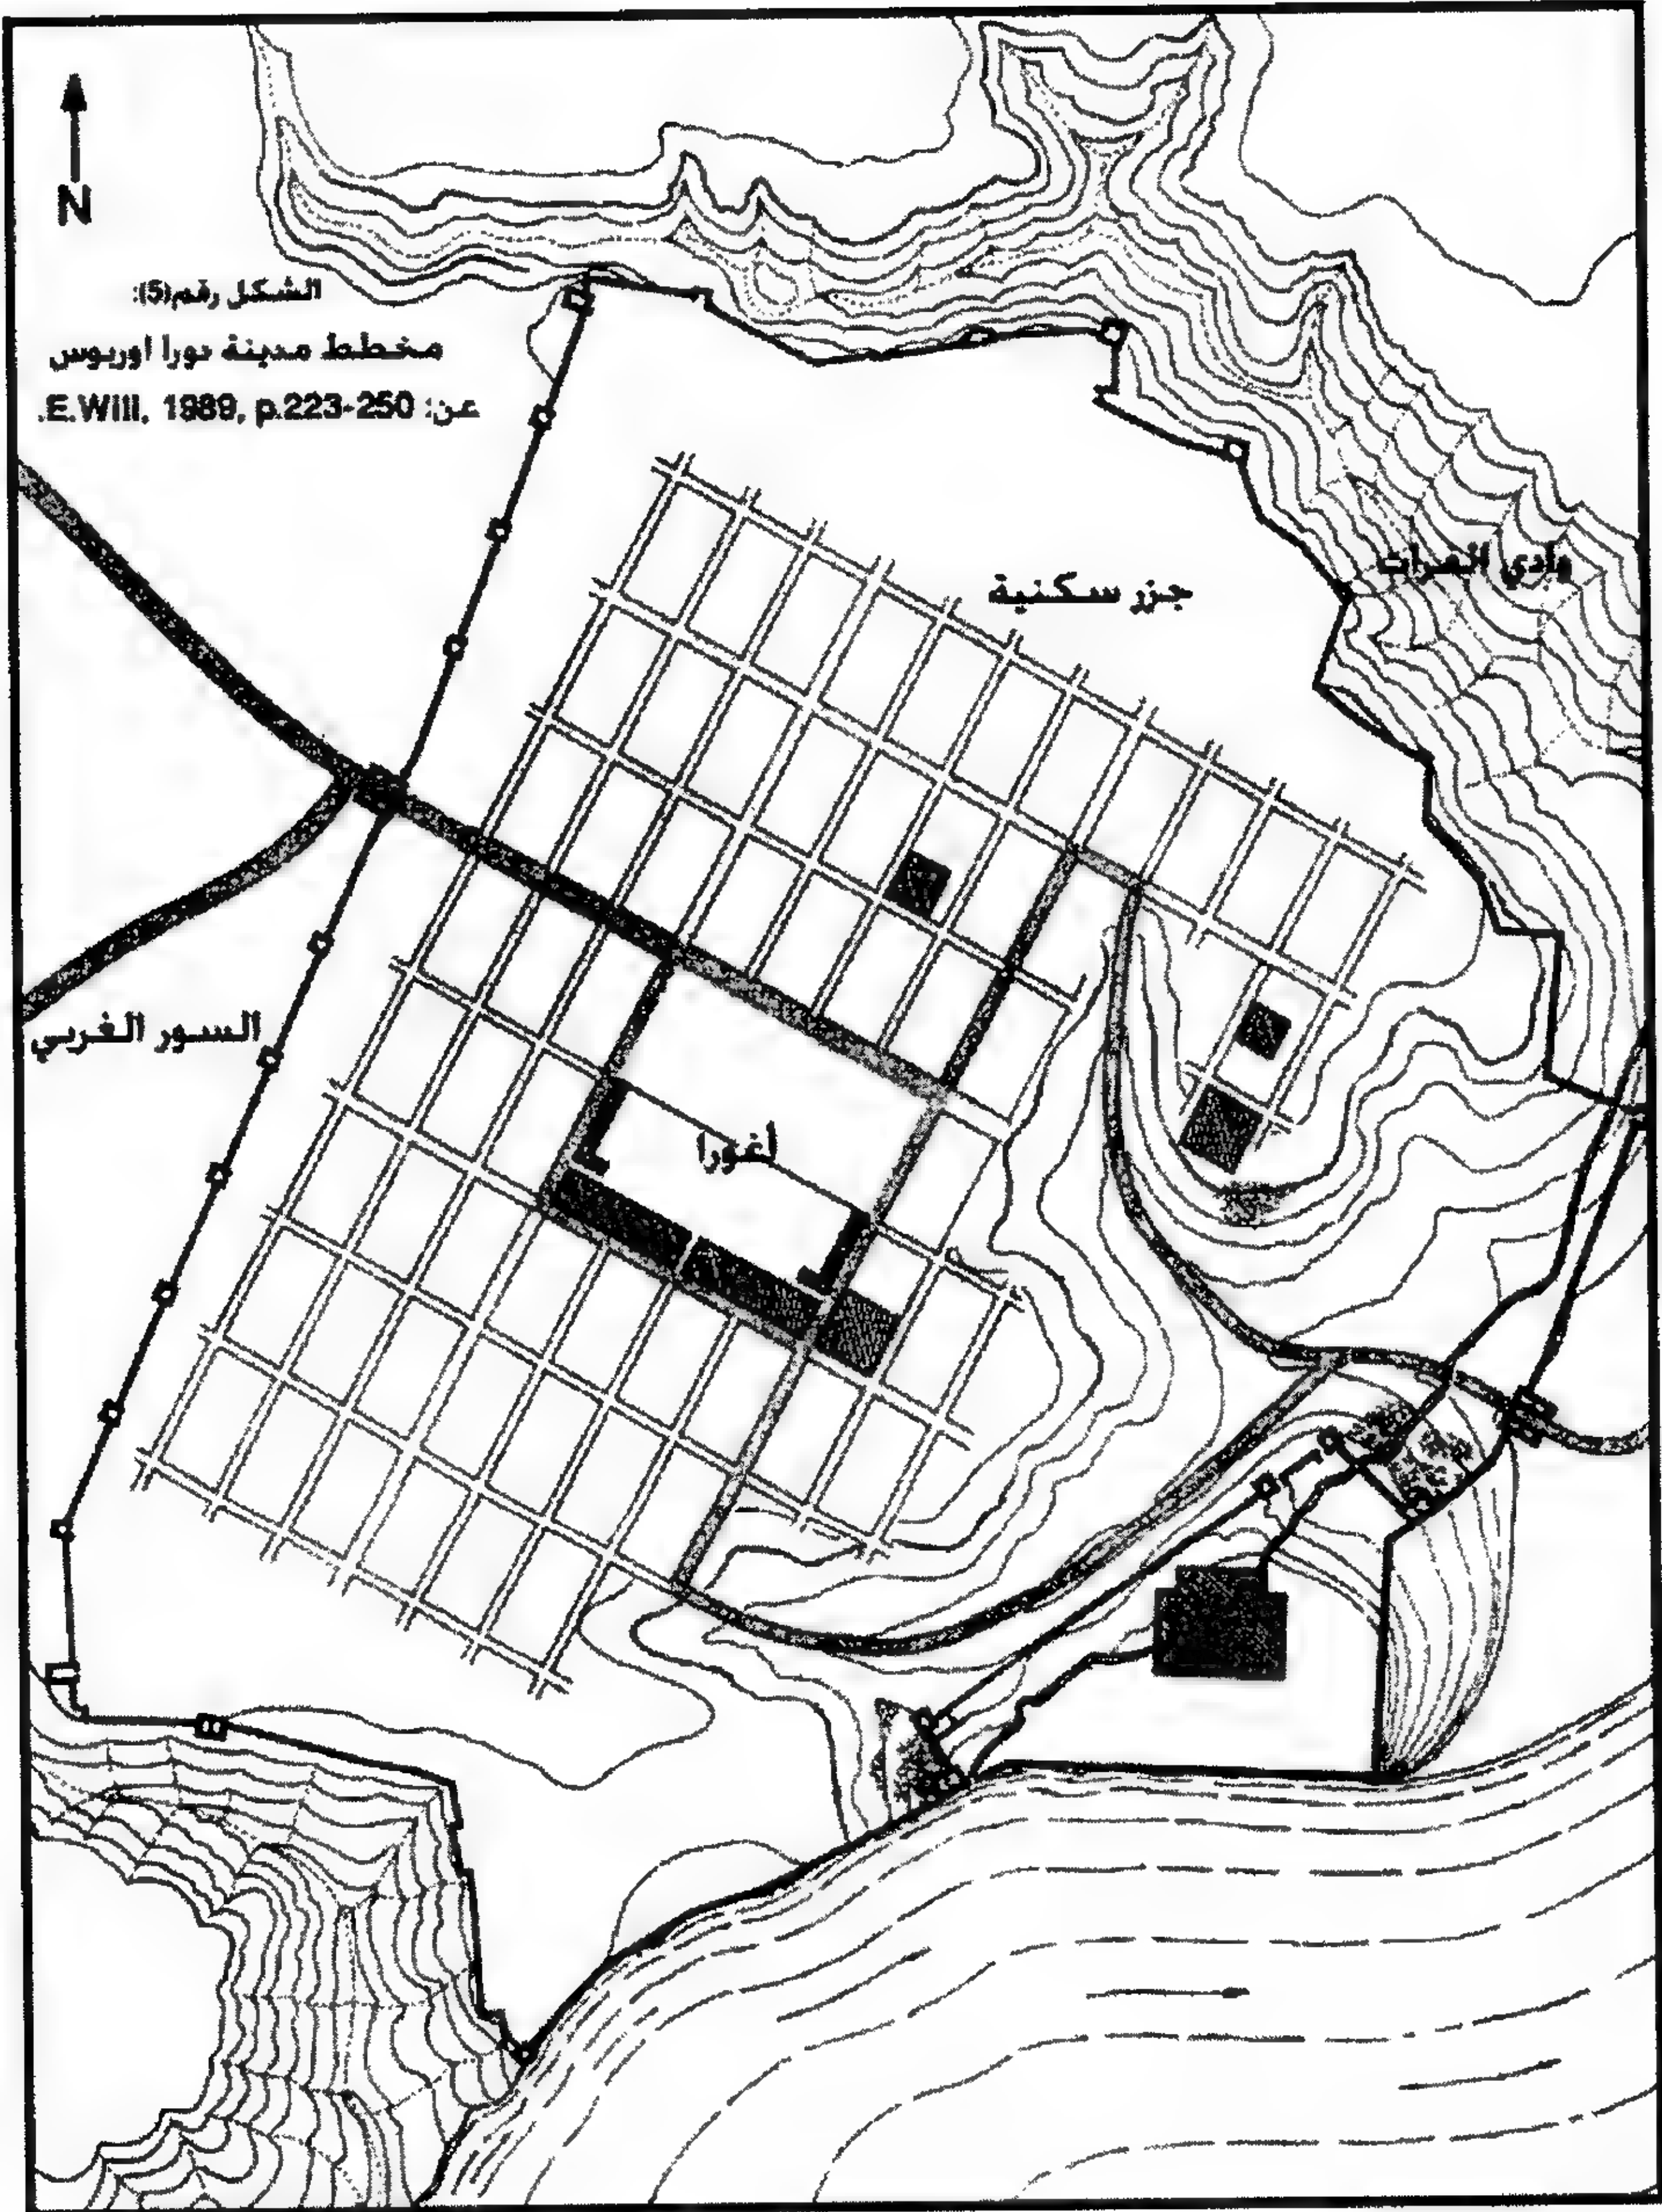 N
الشكل رقم(5):
مخطط مدينة دورا اوربوس
عن: E.Will, 1989, p.223-250.
جزر سكنية
وادي الفرات
السور الغربي
أغورا